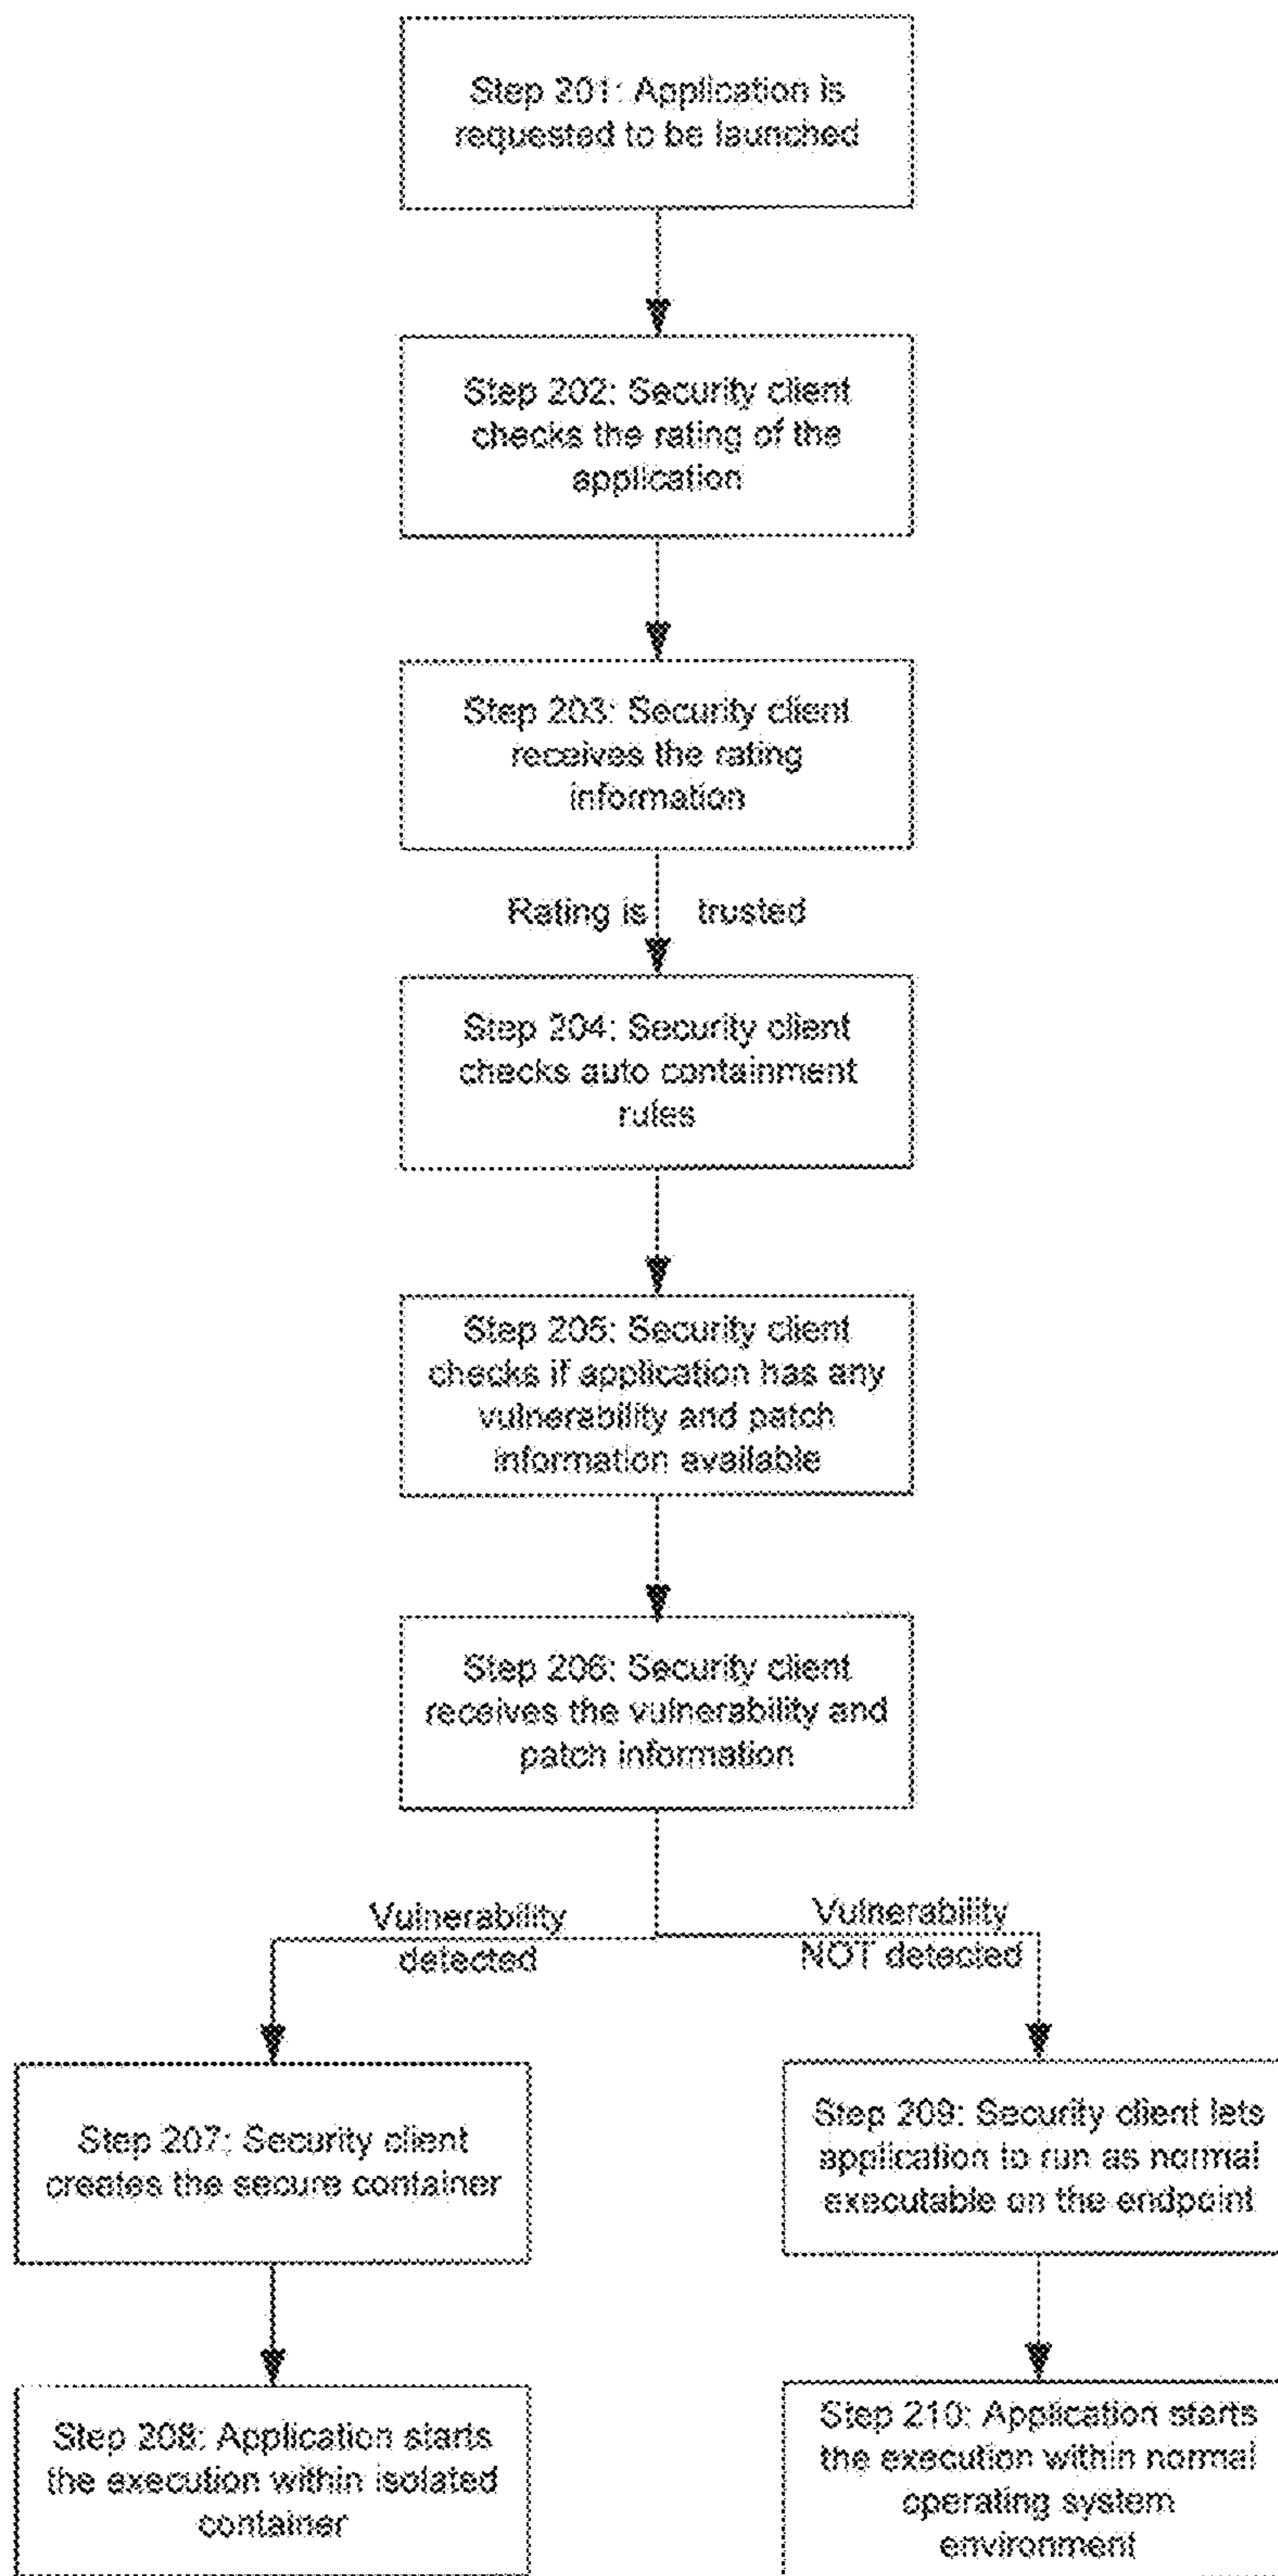 Step 201: Application is
requested to be launched
Step 202: Security client
checks the rating of the
application
Step 203: Security client
receives the rating
information
Rating is trusted
Step 204: Security client
checks auto containment
rules
Step 205: Security client
checks if application has any
vulnerability and patch
information available
Step 206: Security client
receives the vulnerability and
patch information
Vulnerability
detected
Vulnerability
NOT detected
Step 207: Security client
creates the secure container
Step 209: Security client lets
application to run as normal
executable on the endpoint
Step 208: Application starts
the execution within isolated
container
Step 210: Application starts
the execution within normal
operating system
environment